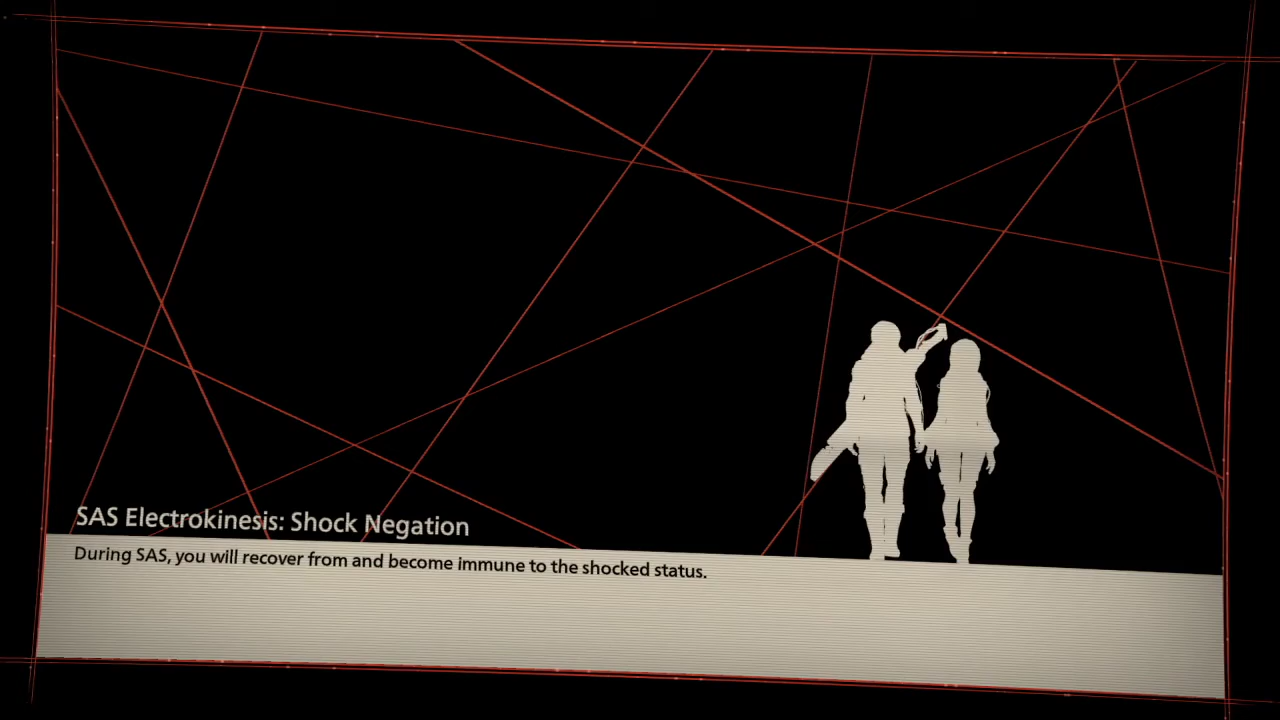 SAS Electrokinesis: Shock Negation
During SAS, you will recover from and become immune to the shocked status.